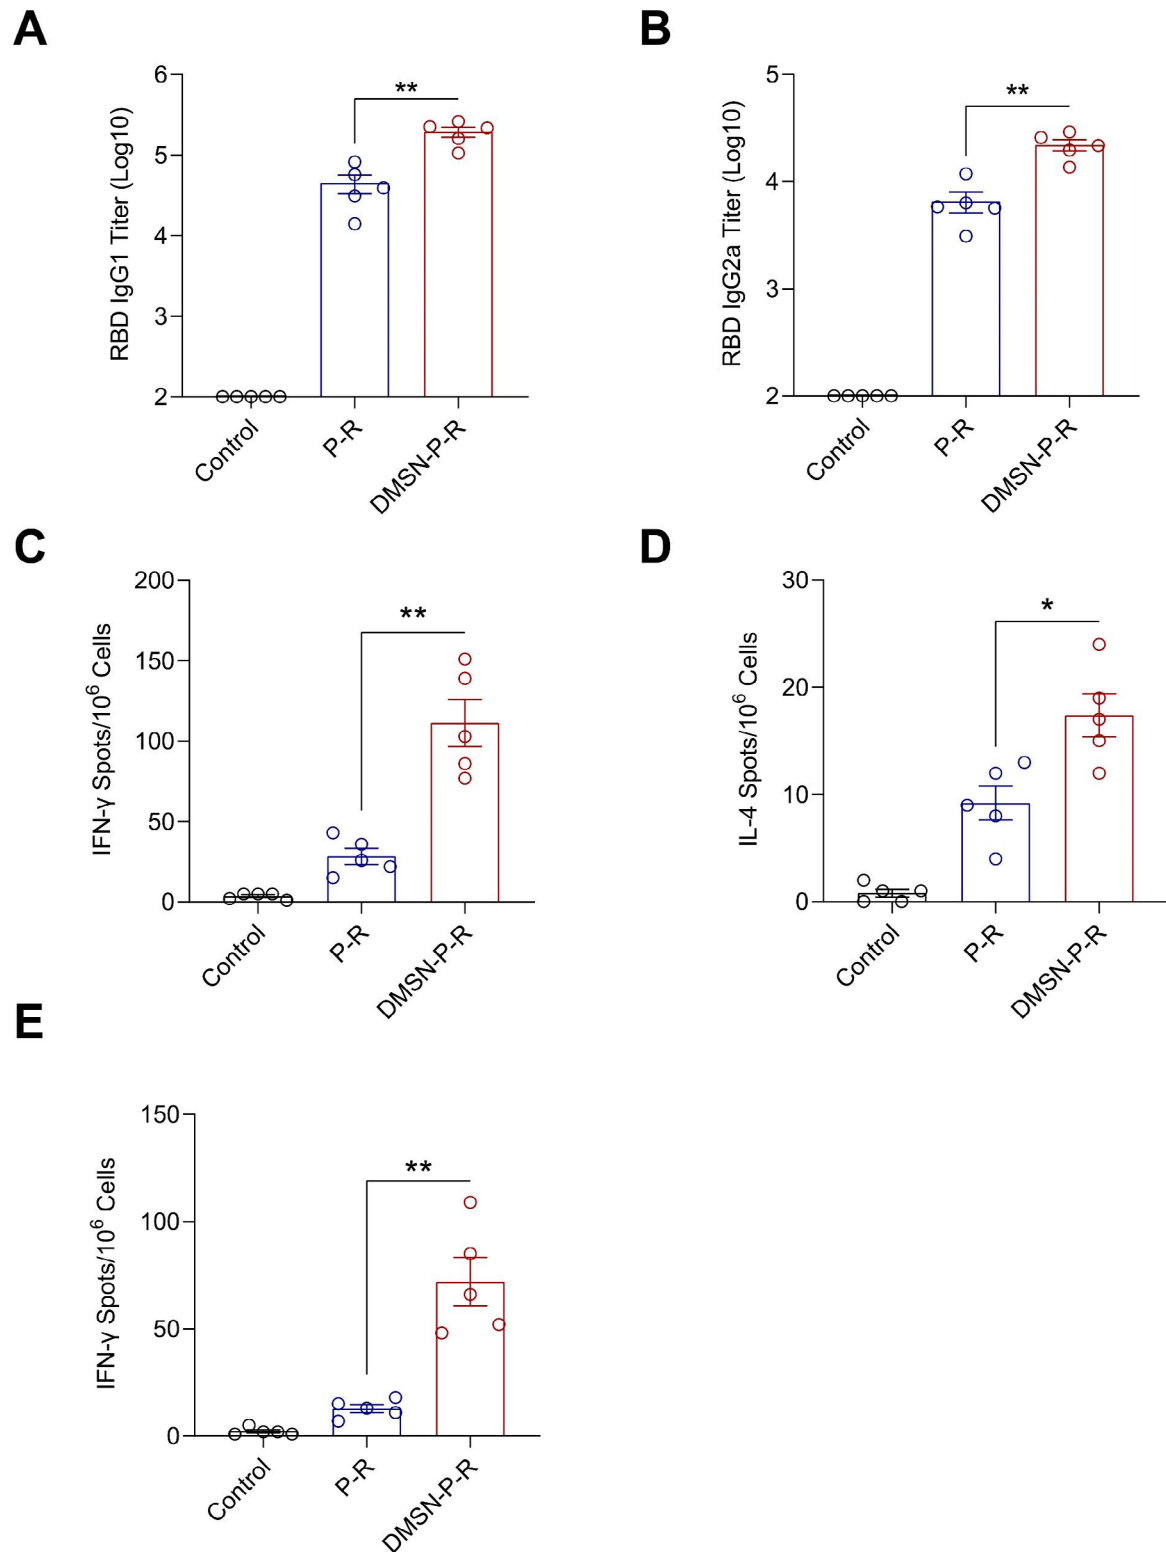 A
RBD IgG1 Titer (Log10)
6
5
4
3
2
**
Control
P-R
DMSN-P-R
B
RBD IgG2a Titer (Log10)
5
4
3
2
**
Control
P-R
DMSN-P-R
C
IFN-γ Spots/10⁶ Cells
200
150
100
50
0
**
Control
P-R
DMSN-P-R
D
IL-4 Spots/10⁶ Cells
30
20
10
0
*
Control
P-R
DMSN-P-R
E
IFN-γ Spots/10⁶ Cells
150
100
50
0
**
Control
P-R
DMSN-P-R